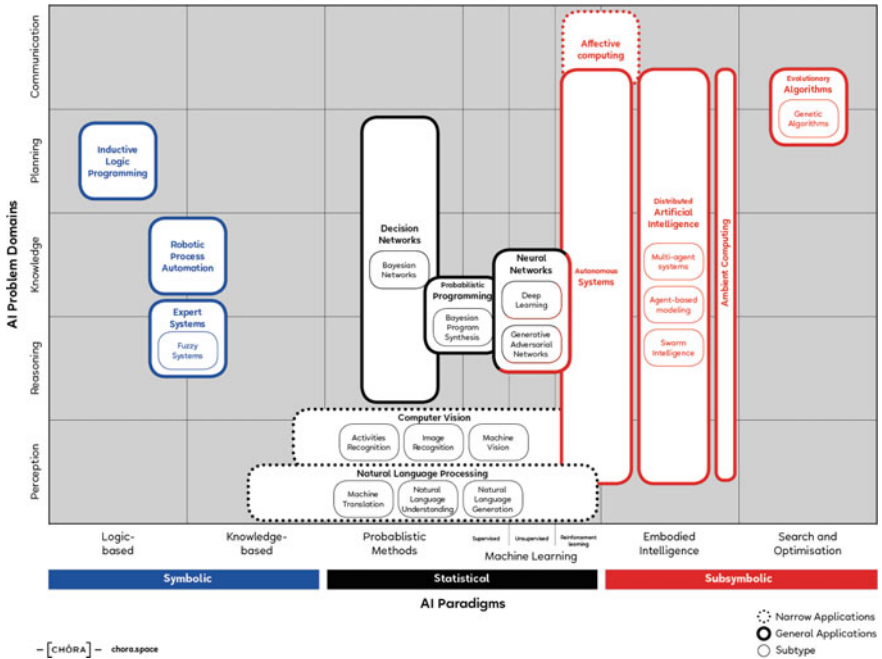 AI Problem Domains
Communication
Planning
Knowledge
Reasoning
Perception
Affective
computing
Evolutionary
Algorithms
Genetic
Algorithms
Inductive
Logic
Programming
Decision
Networks
Bayesian
Networks
Distributed
Artificial
Intelligence
Multi-agent
systems
Agent-based
modeling
Swarm
Intelligence
Ambient Computing
Robotic
Process
Automation
Neural
Networks
Deep
Learning
Generative
Adversarial
Networks
Autonomous
Systems
Probablistic
Programming
Bayesian
Program
Synthesis
Expert
Systems
Fuzzy
Systems
Computer Vision
Activities
Recognition
Image
Recognition
Machine
Vision
Natural Language Processing
Machine
Translation
Natural
Language
Understanding
Natural
Language
Generation
Logic-
based
Knowledge-
based
Probablistic
Methods
Supervised
Unsupervised
Reinforcement
learning
Machine Learning
Embodied
Intelligence
Search and
Optimisation
Symbolic
Statistical
Subsymbolic
AI Paradigms
Narrow Applications
General Applications
Subtype
–[CHÔRA]– chora.space